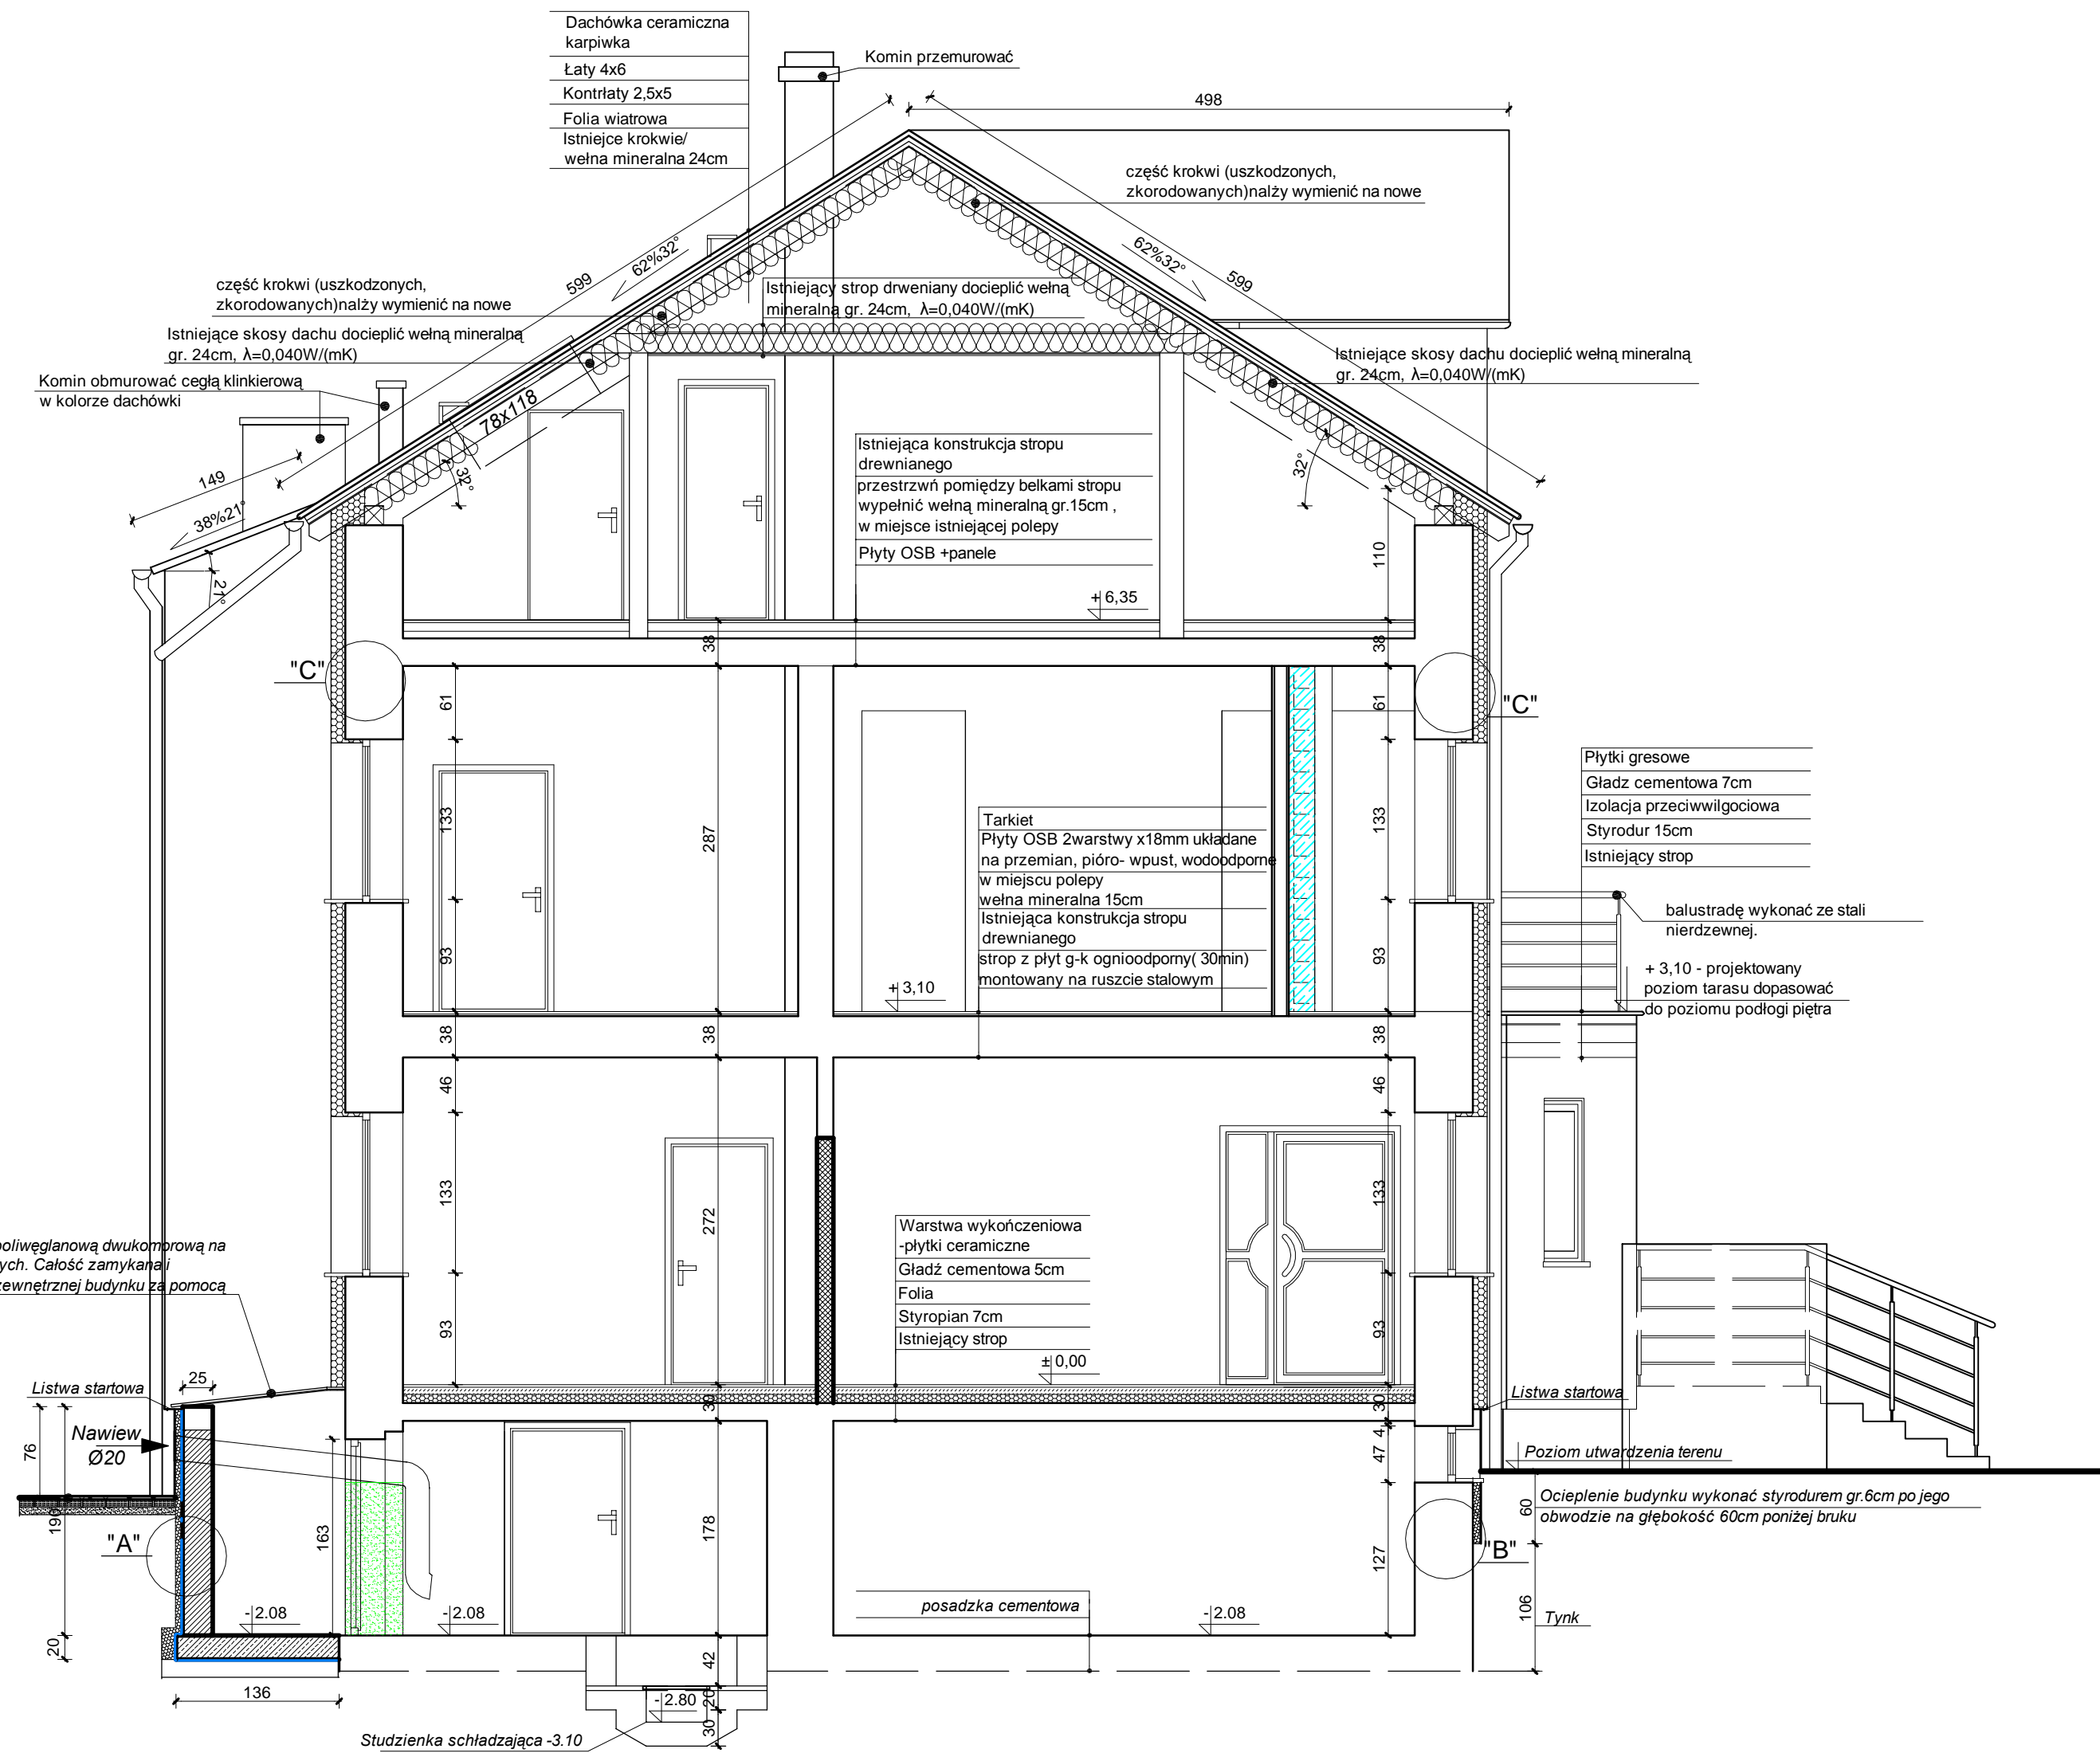 Dachówka ceramiczna
karpiwka
Łaty 4x6
Kontrłaty 2,5x5
Folia wiatrowa
Istniejce krokwie/
wełna mineralna 24cm
Komin przemurować
498
część krokwi (uszkodzonych,
zkorodowanych)nalży wymienić na nowe
599
62%32°
62%32°
599
część krokwi (uszkodzonych,
zkorodowanych)nalży wymienić na nowe
Istniejący strop drweniany docieplić wełną
mineralną gr. 24cm, λ=0,040W/(mK)
Istniejące skosy dachu docieplić wełną mineralną
gr. 24cm, λ=0,040W/(mK)
Istniejące skosy dachu docieplić wełną mineralną
gr. 24cm, λ=0,040W/(mK)
Komin obmurować cegłą klinkierową
w kolorze dachówki
78x118
149
38%21°
32°
32°
21°
Istniejąca konstrukcja stropu
drewnianego
przestrzwń pomiędzy belkami stropu
wypełnić wełną mineralną gr.15cm ,
w miejsce istniejącej polepy
Płyty OSB +panele
110
+ 6,35
38
38
"C"
"C"
61
61
133
287
133
93
93
Tarkiet
Płyty OSB 2warstwy x18mm układane
na przemian, pióro- wpust, wodoodporne
w miejscu polepy
wełna mineralna 15cm
Istniejąca konstrukcja stropu
drewnianego
strop z płyt g-k ognioodporny( 30min)
montowany na ruszcie stalowym
+ 3,10
Płytki gresowe
Gładz cementowa 7cm
Izolacja przeciwwilgociowa
Styrodur 15cm
Istniejący strop
balustradę wykonać ze stali
nierdzewnej.
+ 3,10 - projektowany
poziom tarasu dopasować
do poziomu podłogi piętra
38
38
38
46
46
133
272
133
93
93
Warstwa wykończeniowa
-płytki ceramiczne
Gładź cementowa 5cm
Folia
Styropian 7cm
Istniejący strop
± 0,00
poliwęglanową dwukomorową na
ych. Całość zamykana i
zewnętrznej budynku za pomocą
25
Listwa startowa
Listwa startowa
30
30
4
47
76
Nawiew
Ø20
190
163
178
127
"A"
"B"
Poziom utwardzenia terenu
Ocieplenie budynku wykonać styrodurem gr.6cm po jego
obwodzie na głębokość 60cm poniżej bruku
60
106
Tynk
posadzka cementowa
- 2.08
- 2.08
- 2.08
20
136
42
20
30
- 2.80
Studzienka schładzająca -3.10